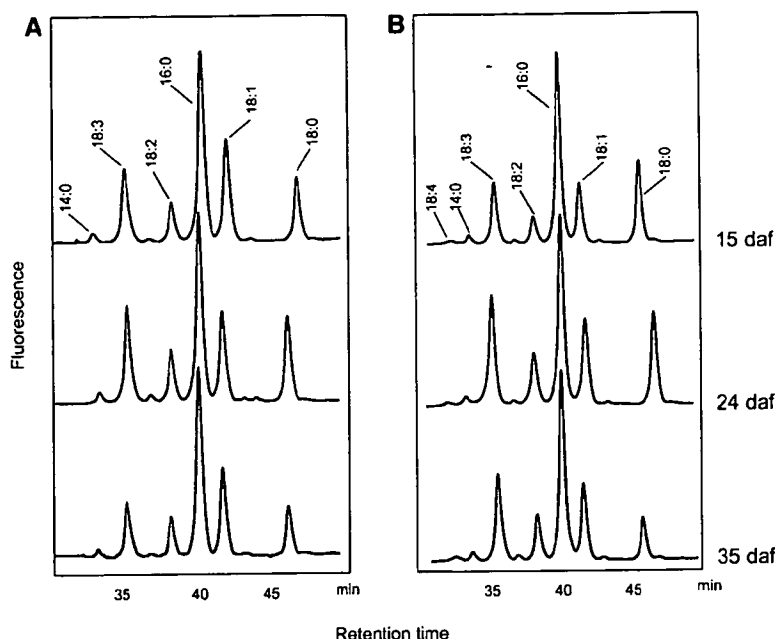 A
B
14:0
18:3
18:2
16:0
18:1
18:0
18:4
14:0
18:3
18:2
16:0
18:1
18:0
15 daf
24 daf
35 daf
Fluorescence
35
40
45
min
35
40
45
min
Retention time